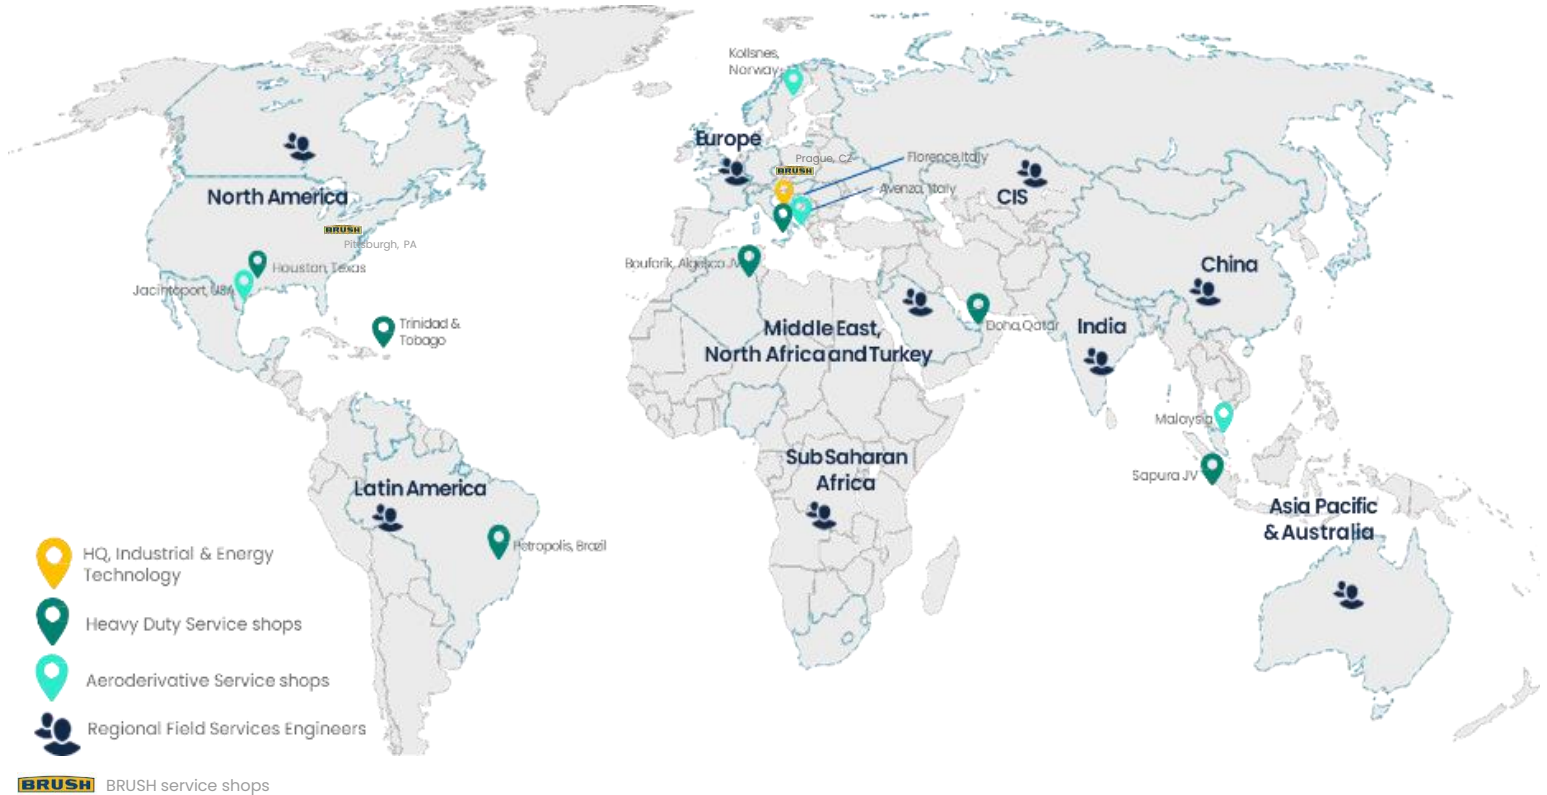 Kollsnes,
Norway
Europe
Prague, CZ
BRUSH
Florence, Italy
Avenza, Italy
CIS
North America
BRUSH
Pittsburgh, PA
Houston, Texas
Jacintoport, USA
Boufarik, Algesco JV
China
Trinidad &
Tobago
Middle East,
North Africa and Turkey
Doha, Qatar
India
Malaysia
Sub Saharan
Africa
Sapura JV
Latin America
Asia Pacific
& Australia
Petropolis, Brazil
HQ, Industrial & Energy
Technology
Heavy Duty Service shops
Aeroderivative Service shops
Regional Field Services Engineers
BRUSH BRUSH service shops